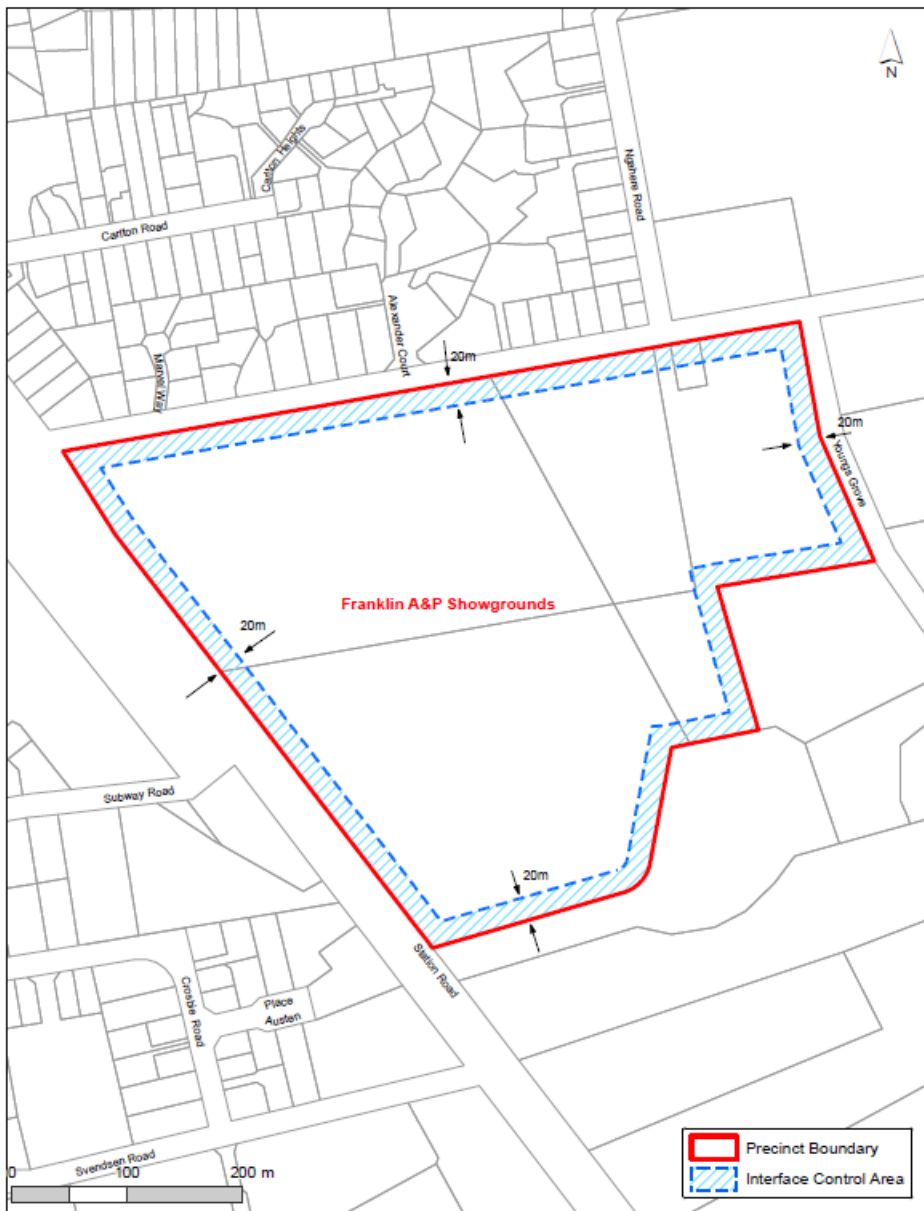 N
Carlton Heights
Ngahere Road
Carlton Road
Alexander Court
Marvel Way
20m
20m
Youngs Grove
Franklin A&P Showgrounds
20m
Subway Road
20m
Station Road
Crosbie Road
Place
Austen
Svendsen Road
0 100 200 m
Precinct Boundary
Interface Control Area